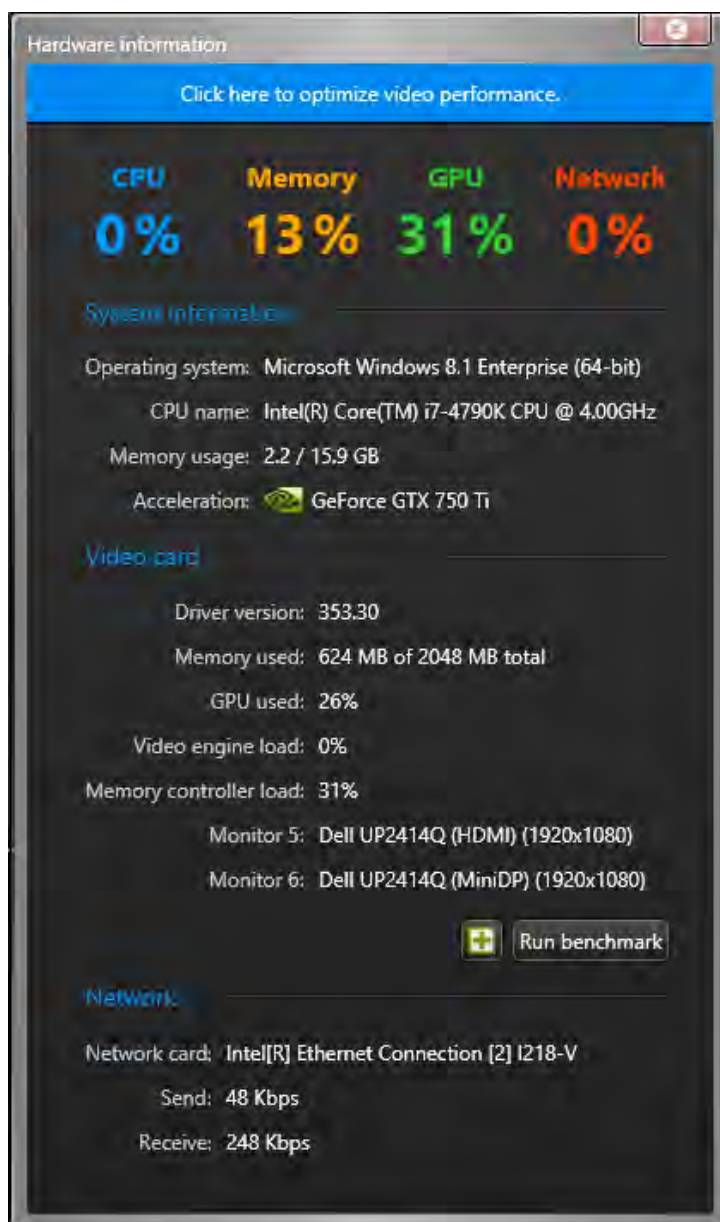 Hardware information
Click here to optimize video performance.
CPU Memory GPU Network
0% 13% 31% 0%
System information
Operating system: Microsoft Windows 8.1 Enterprise (64-bit)
CPU name: Intel(R) Core(TM) i7-4790K CPU @ 4.00GHz
Memory usage: 2.2 / 15.9 GB
Acceleration: GeForce GTX 750 Ti
Video card
Driver version: 353.30
Memory used: 624 MB of 2048 MB total
GPU used: 26%
Video engine load: 0%
Memory controller load: 31%
Monitor 5: Dell UP2414Q (HDMI) (1920x1080)
Monitor 6: Dell UP2414Q (MiniDP) (1920x1080)
Run benchmark
Network
Network card: Intel[R] Ethernet Connection [2] I218-V
Send: 48 Kbps
Receive: 248 Kbps